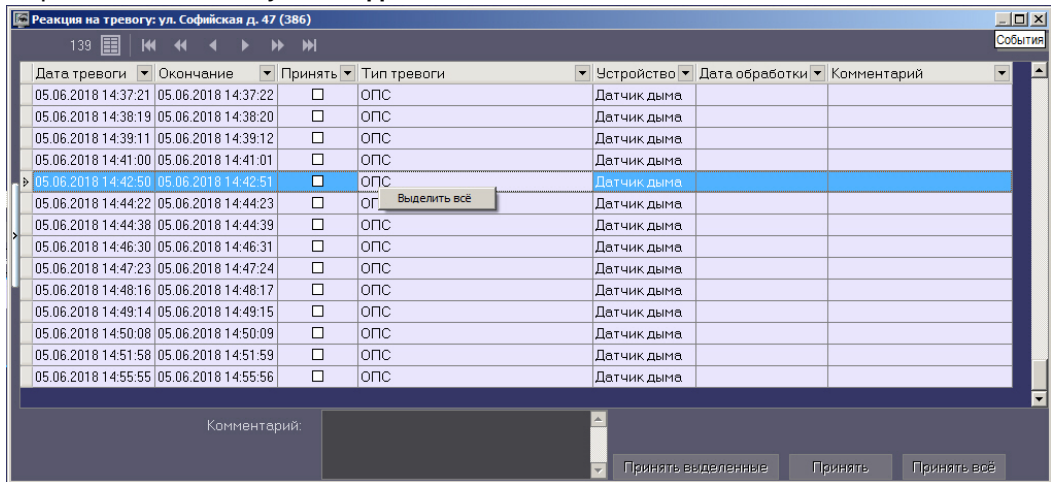 Реакция на тревогу: ул. Софийская д. 47 (386)
139
События
Дата тревоги Окончание Принять Тип тревоги Устройство Дата обработки Комментарий
05.06.2018 14:37:21 05.06.2018 14:37:22 ОПС Датчик дыма
05.06.2018 14:38:19 05.06.2018 14:38:20 ОПС Датчик дыма
05.06.2018 14:39:11 05.06.2018 14:39:12 ОПС Датчик дыма
05.06.2018 14:41:00 05.06.2018 14:41:01 ОПС Датчик дыма
05.06.2018 14:42:50 05.06.2018 14:42:51 ОПС Датчик дыма
Выделить всё
05.06.2018 14:44:22 05.06.2018 14:44:23 Датчик дыма
05.06.2018 14:44:38 05.06.2018 14:44:39 ОПС Датчик дыма
05.06.2018 14:46:30 05.06.2018 14:46:31 ОПС Датчик дыма
05.06.2018 14:47:23 05.06.2018 14:47:24 ОПС Датчик дыма
05.06.2018 14:48:16 05.06.2018 14:48:17 ОПС Датчик дыма
05.06.2018 14:49:14 05.06.2018 14:49:15 ОПС Датчик дыма
05.06.2018 14:50:08 05.06.2018 14:50:09 ОПС Датчик дыма
05.06.2018 14:51:58 05.06.2018 14:51:59 ОПС Датчик дыма
05.06.2018 14:55:55 05.06.2018 14:55:56 ОПС Датчик дыма
Комментарий:
Принять выделенные Принять Принять всё